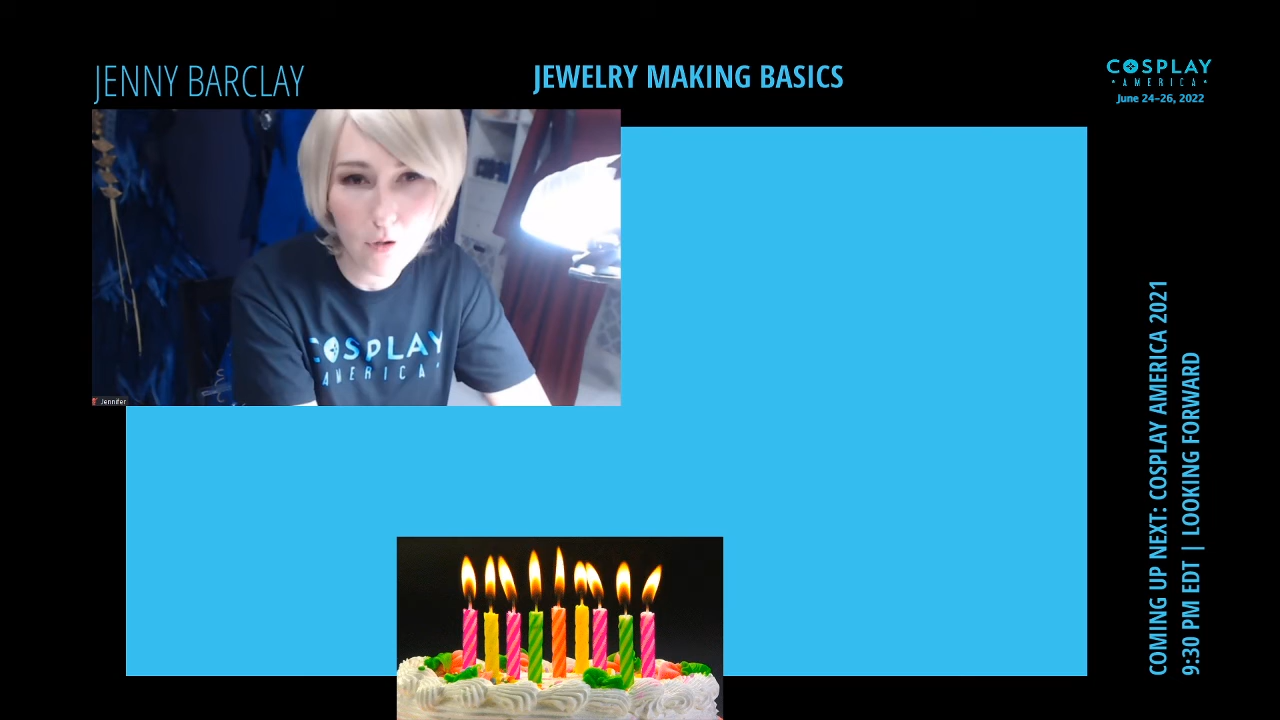 JENNY BARCLAY
JEWELRY MAKING BASICS
COSPLAY
AMERICA
June 24-26, 2022
COSPLAY
AMERICA
Jennifer
COMING UP NEXT: COSPLAY AMERICA 2021
9:30 PM EDT | LOOKING FORWARD